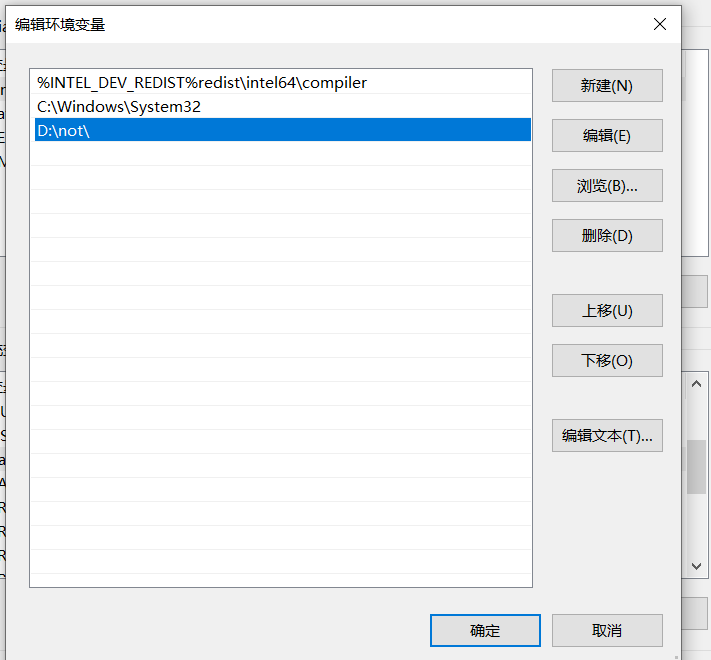 编辑环境变量
%INTEL_DEV_REDIST%redist\intel64\compiler
C:\Windows\System32
D:\not\
新建(N)
编辑(E)
浏览(B)...
删除(D)
上移(U)
下移(O)
编辑文本(T)...
确定
取消